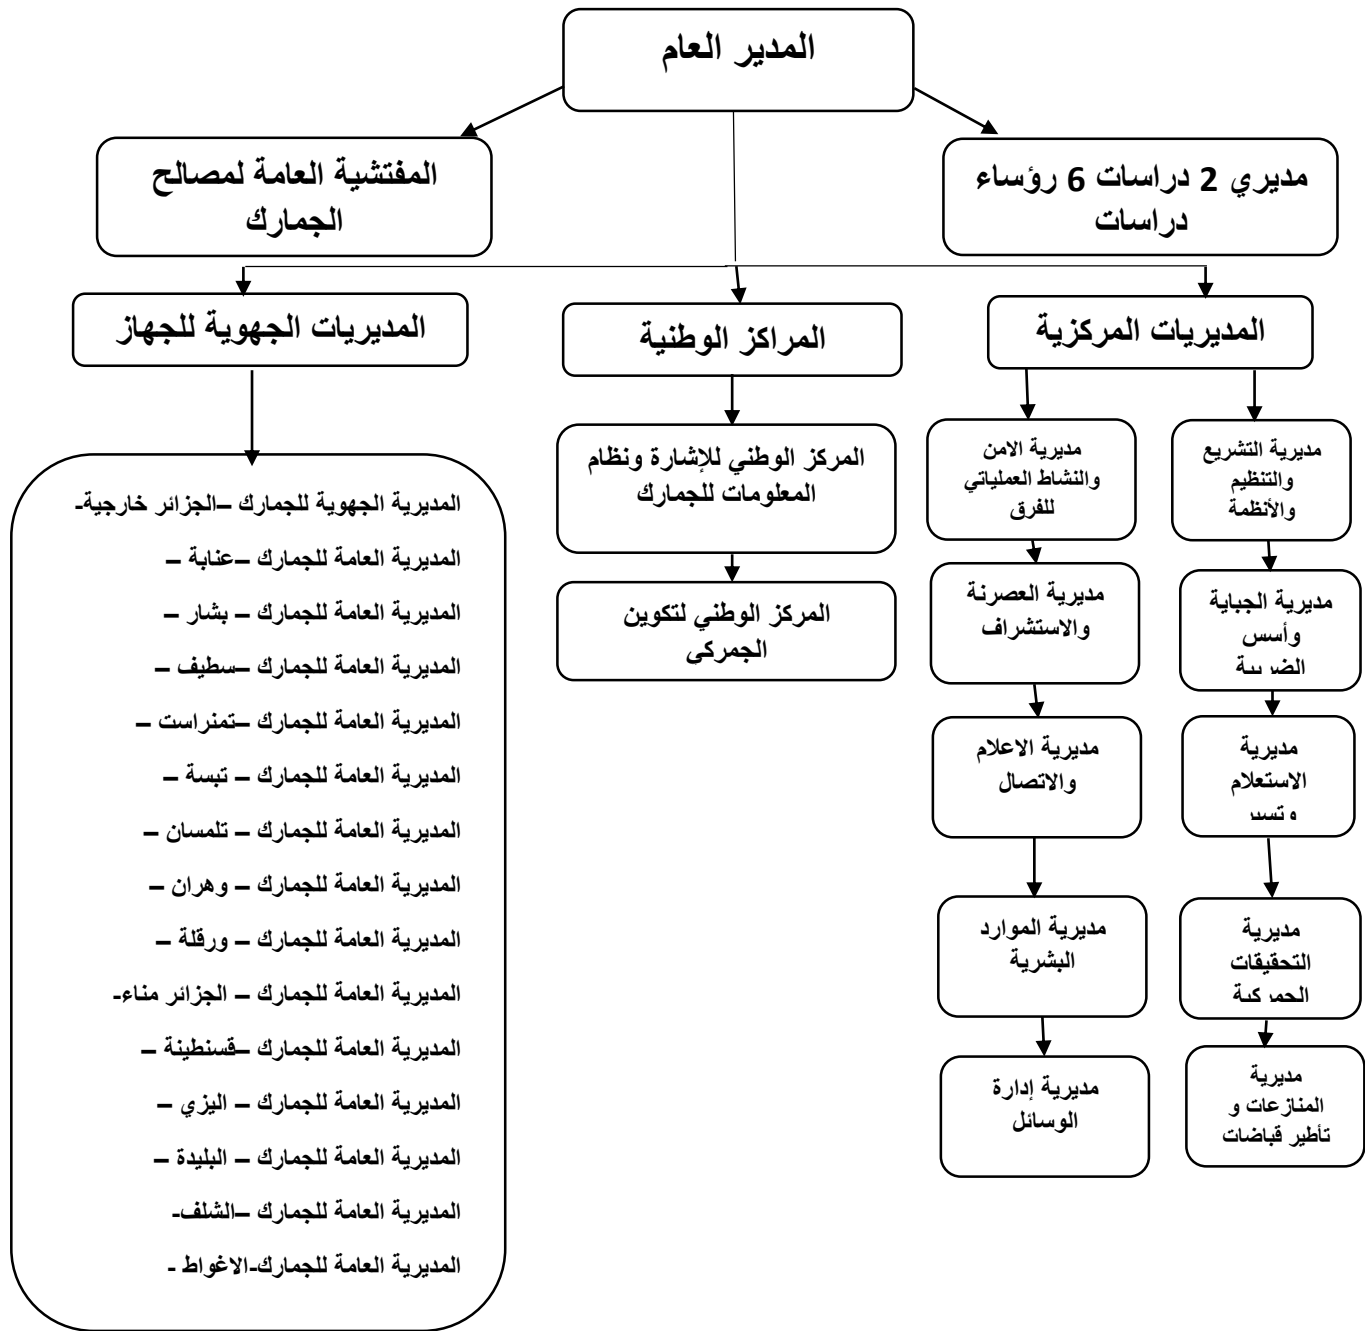 المدير العام
مديري 2 دراسات 6 رؤساء
دراسات
المفتشية العامة لمصالح
الجمارك
المديريات المركزية
المراكز الوطنية
المديريات الجهوية للجهاز
مديرية التشريع
والتنظيم
والأنظمة
مديرية الجباية
وأسس
الضريبة
مديرية
الاستعلام
وتسيير
مديرية
التحقيقات
الجمركية
مديرية
المنازعات و
تأطير قباضات
مديرية الامن
والنشاط العملياتي
للفرق
مديرية العصرنة
والاستشراف
مديرية الاعلام
والاتصال
مديرية الموارد
البشرية
مديرية إدارة
الوسائل
المركز الوطني للإشارة ونظام
المعلومات للجمارك
المركز الوطني لتكوين
الجمركي
المديرية الجهوية للجمارك –الجزائر خارجية-
المديرية العامة للجمارك –عنابة –
المديرية العامة للجمارك – بشار –
المديرية العامة للجمارك –سطيف –
المديرية العامة للجمارك –تمنراست –
المديرية العامة للجمارك – تبسة –
المديرية العامة للجمارك – تلمسان –
المديرية العامة للجمارك – وهران –
المديرية العامة للجمارك – ورقلة –
المديرية العامة للجمارك – الجزائر مناء-
المديرية العامة للجمارك –قسنطينة –
المديرية العامة للجمارك – اليزي –
المديرية العامة للجمارك – البليدة –
المديرية العامة للجمارك –الشلف-
المديرية العامة للجمارك-الاغواط -